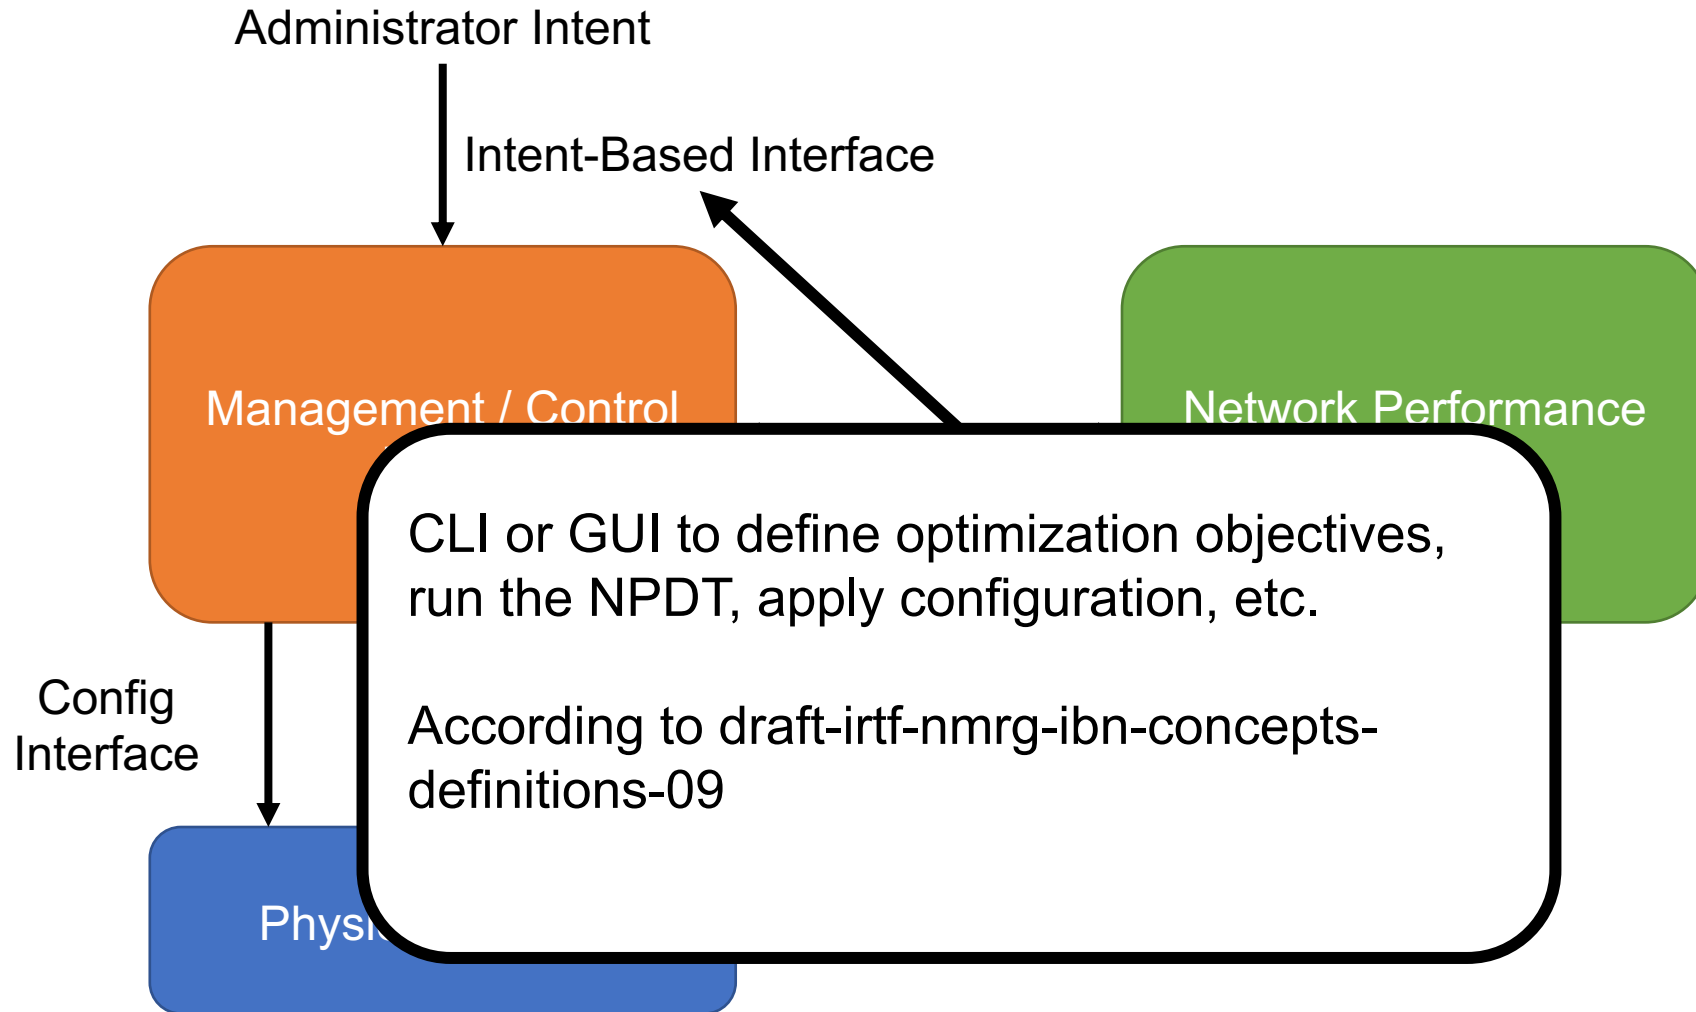 Administrator Intent
Intent-Based Interface
Management / Control
Network Performance
CLI or GUI to define optimization objectives,
run the NPDT, apply configuration, etc.
According to draft-irtf-nmrg-ibn-concepts-
definitions-09
Config
Interface